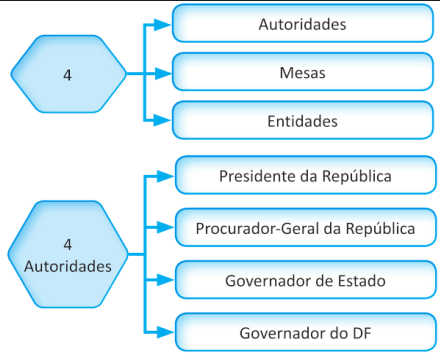 4
Autoridades
Mesas
Entidades
4
Autoridades
Presidente da República
Procurador-Geral da República
Governador de Estado
Governador do DF